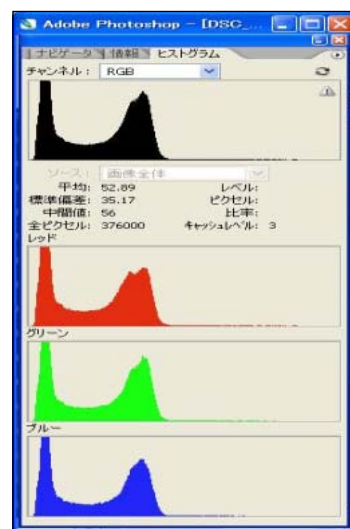 Adobe Photoshop - [DSC_...
ナビゲータ 情報 ヒストグラム
チャンネル： RGB
ソース： 画像全体
平均: 52.89 レベル:
標準偏差: 35.17 ピクセル:
中間値: 56 比率:
全ピクセル: 376000 キャッシュレベル: 3
レッド
グリーン
ブルー